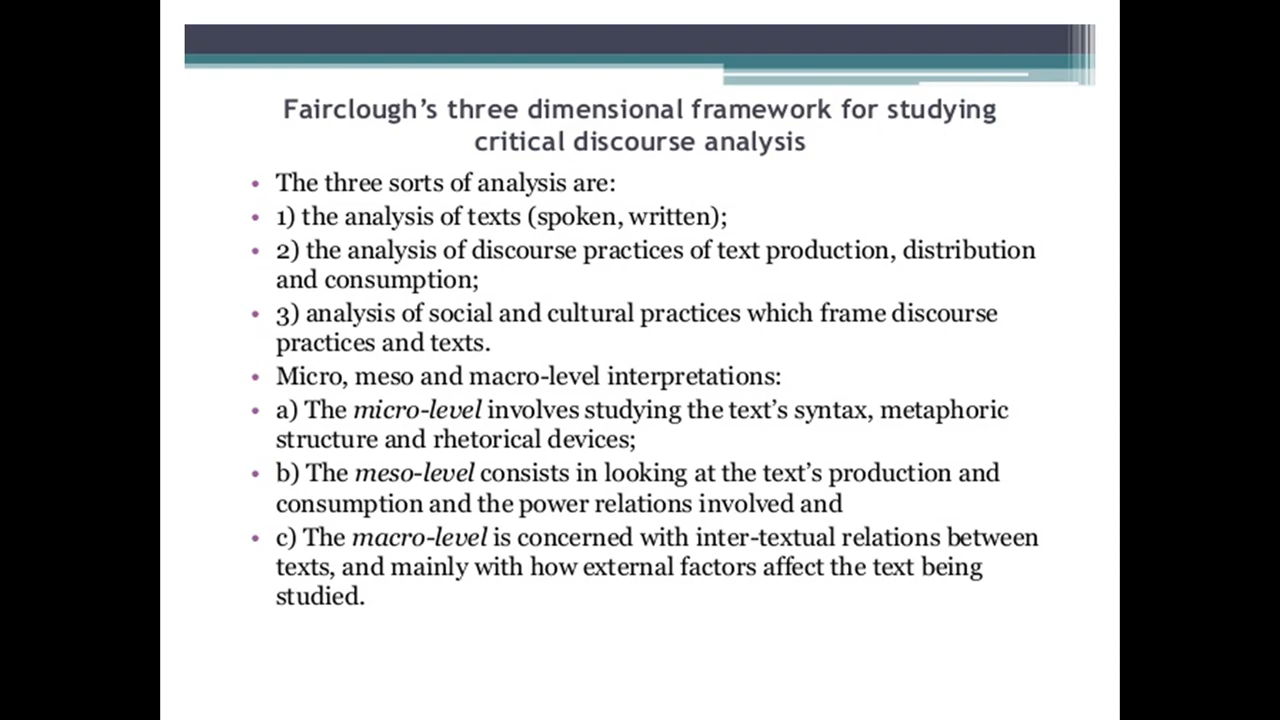 Fairclough’s three dimensional framework for studying
critical discourse analysis
• The three sorts of analysis are:
• 1) the analysis of texts (spoken, written);
• 2) the analysis of discourse practices of text production, distribution
and consumption;
• 3) analysis of social and cultural practices which frame discourse
practices and texts.
• Micro, meso and macro-level interpretations:
• a) The micro-level involves studying the text’s syntax, metaphoric
structure and rhetorical devices;
• b) The meso-level consists in looking at the text’s production and
consumption and the power relations involved and
• c) The macro-level is concerned with inter-textual relations between
texts, and mainly with how external factors affect the text being
studied.